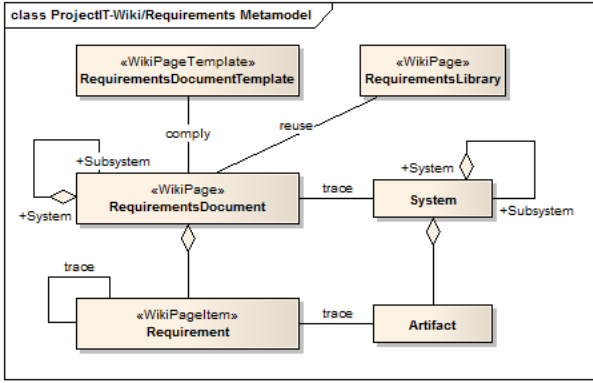 class ProjectIT-Wiki/Requirements Metamodel
«WikiPageTemplate»
RequirementsDocumentTemplate
«WikiPage»
RequirementsLibrary
comply
reuse
+Subsystem
+System
«WikiPage»
RequirementsDocument
trace
+System
System
+Subsystem
trace
«WikiPageItem»
Requirement
trace
Artifact